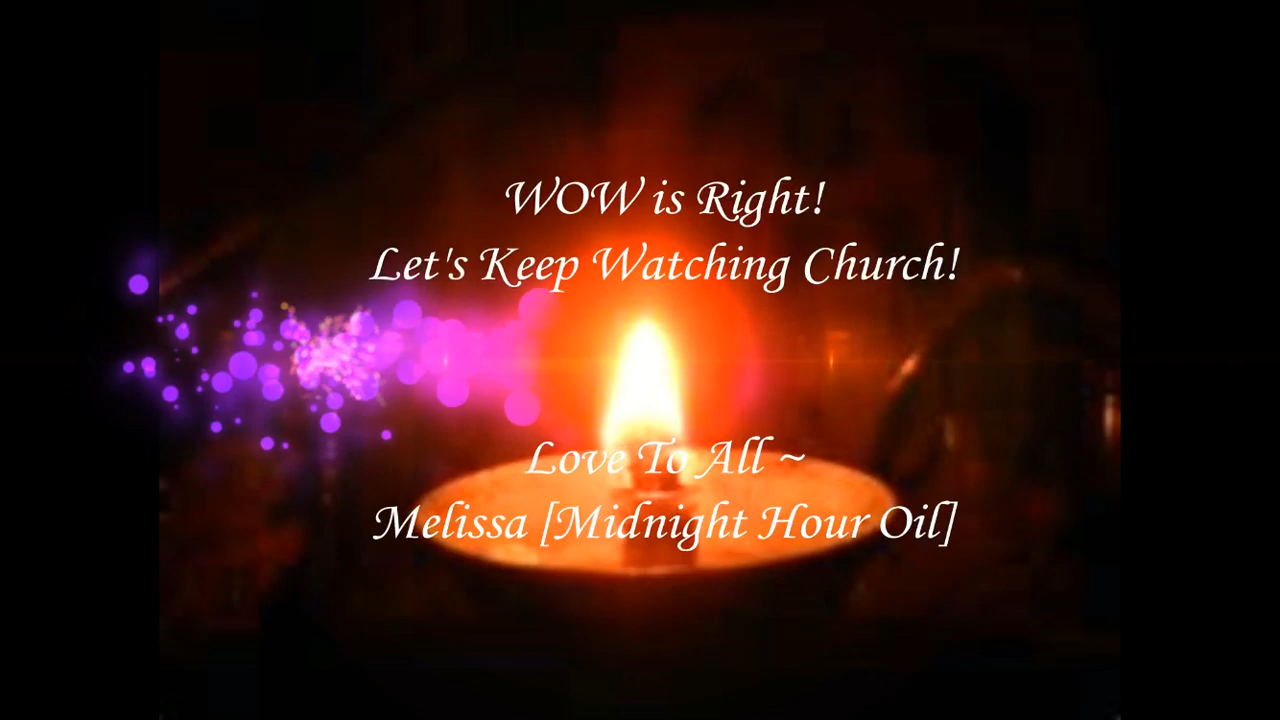 WOW is Right!
Let's Keep Watching Church!
Love To All ~
Melissa [Midnight Hour Oil]